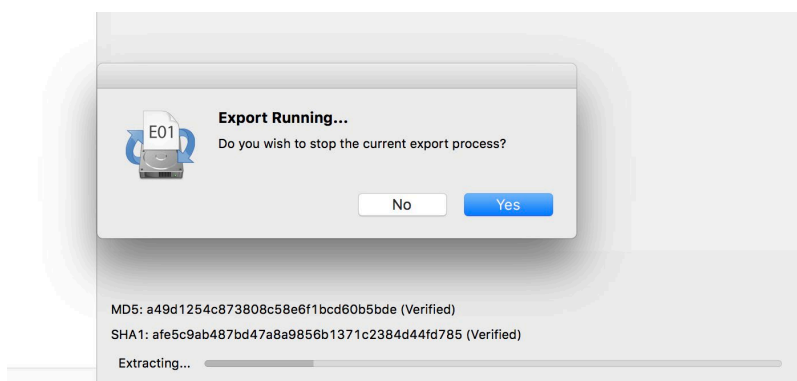 E01
Export Running...
Do you wish to stop the current export process?
No
Yes
MD5: a49d1254c873808c58e6f1bcd60b5bde (Verified)
SHA1: afe5c9ab487bd47a8a9856b1371c2384d44fd785 (Verified)
Extracting...